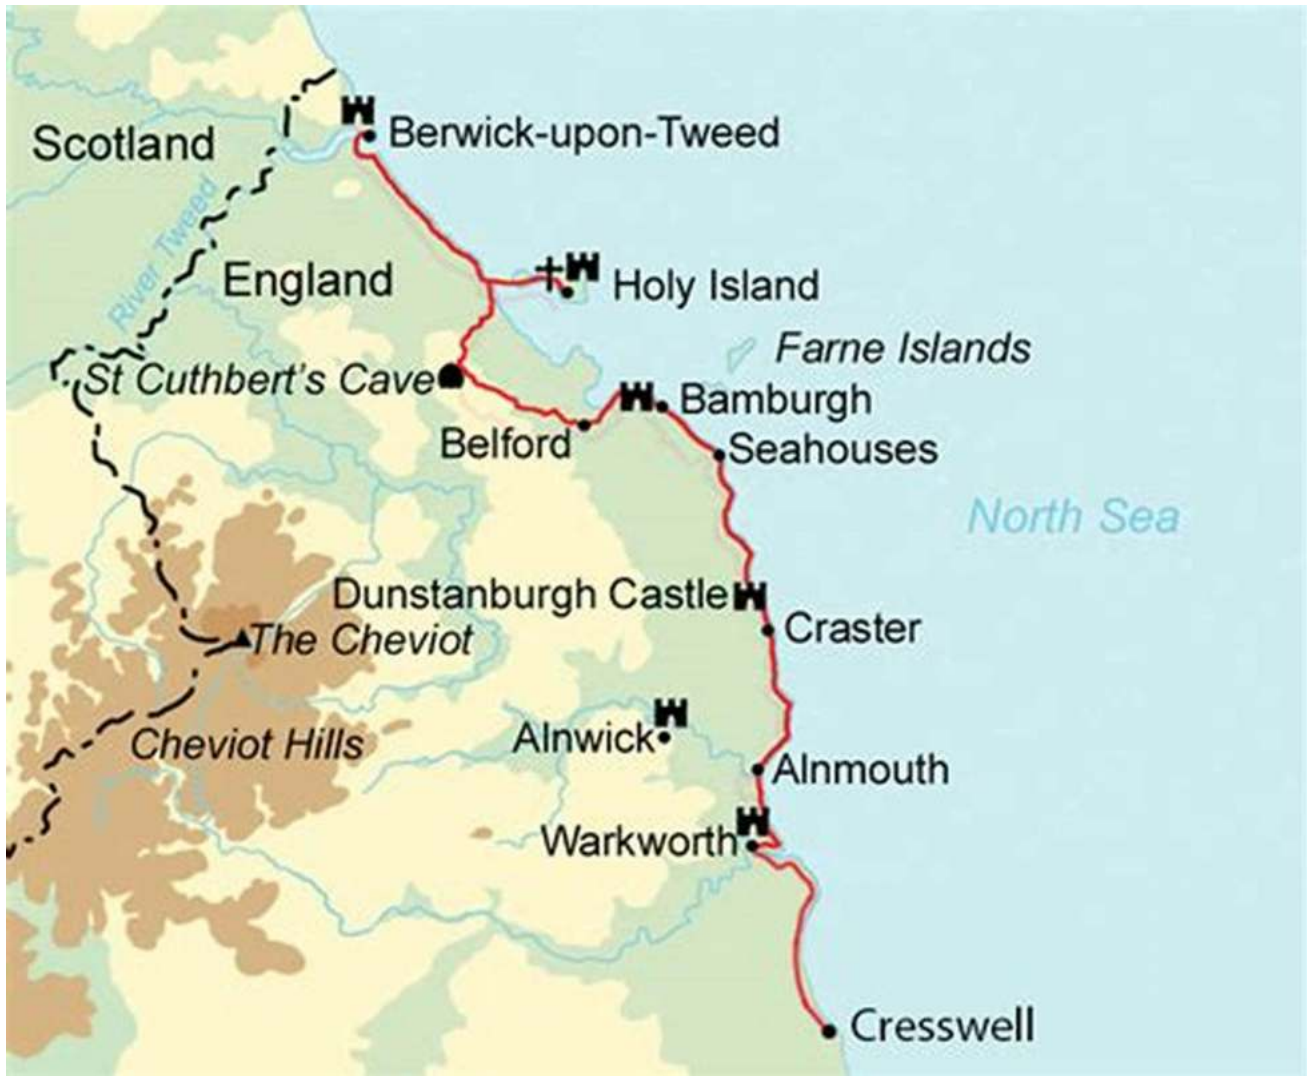 Berwick-upon-Tweed
Scotland
River Tweed
England
Holy Island
Farne Islands
St Cuthbert's Cave
Bamburgh
Belford
Seahouses
North Sea
Dunstanburgh Castle
Craster
The Cheviot
Alnwick
Cheviot Hills
Alnmouth
Warkworth
Cresswell